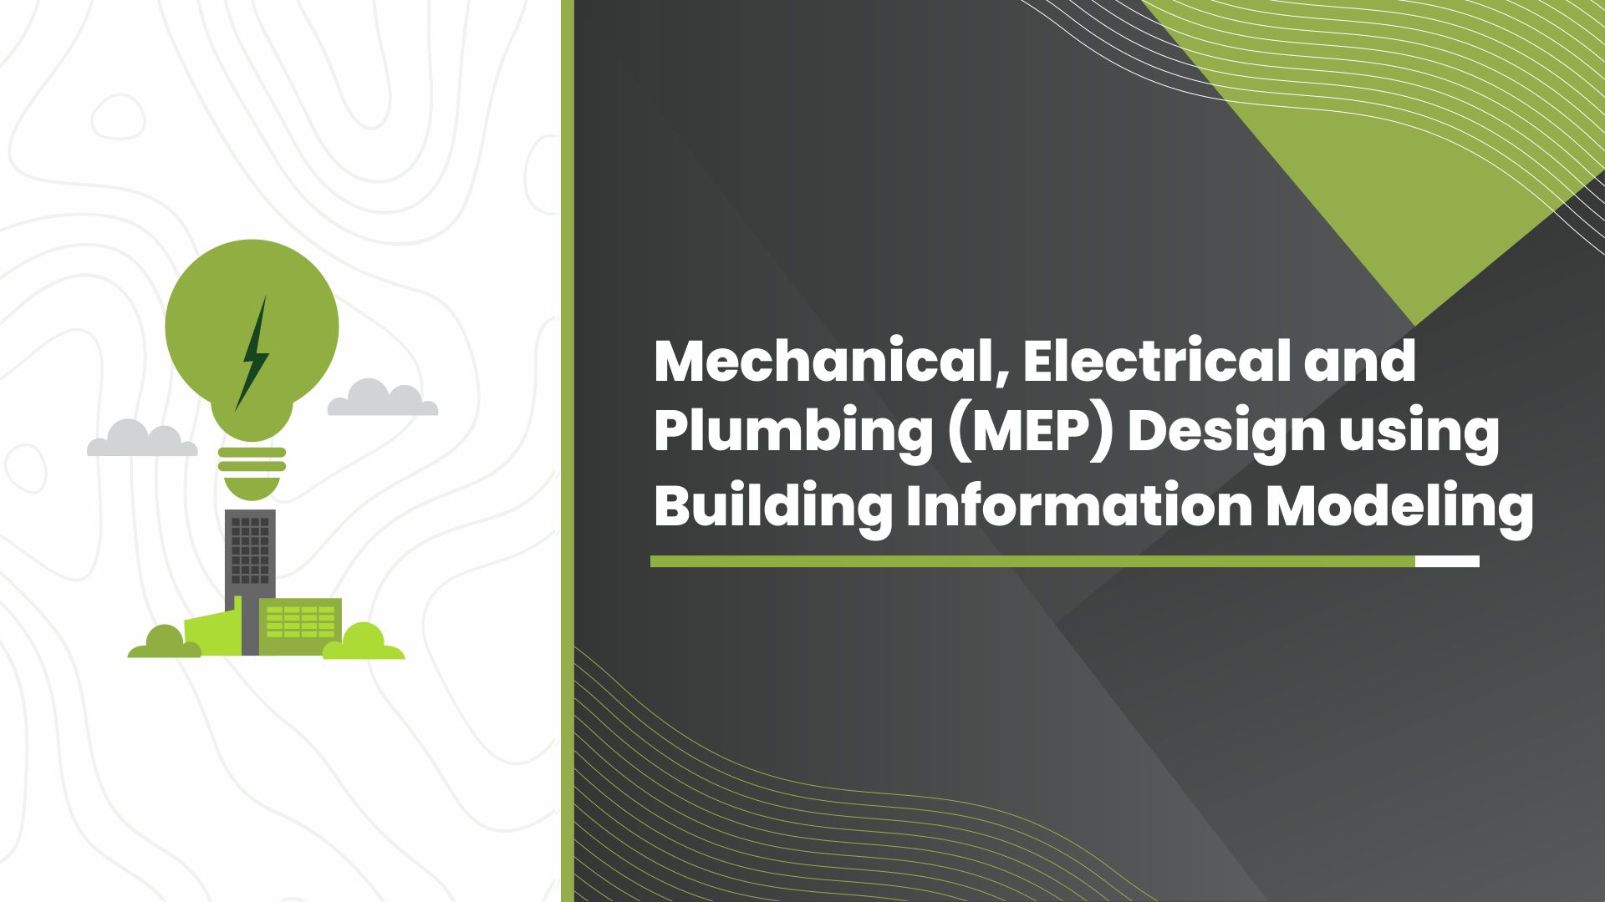 Mechanical, Electrical and
Plumbing (MEP) Design using
Building Information Modeling